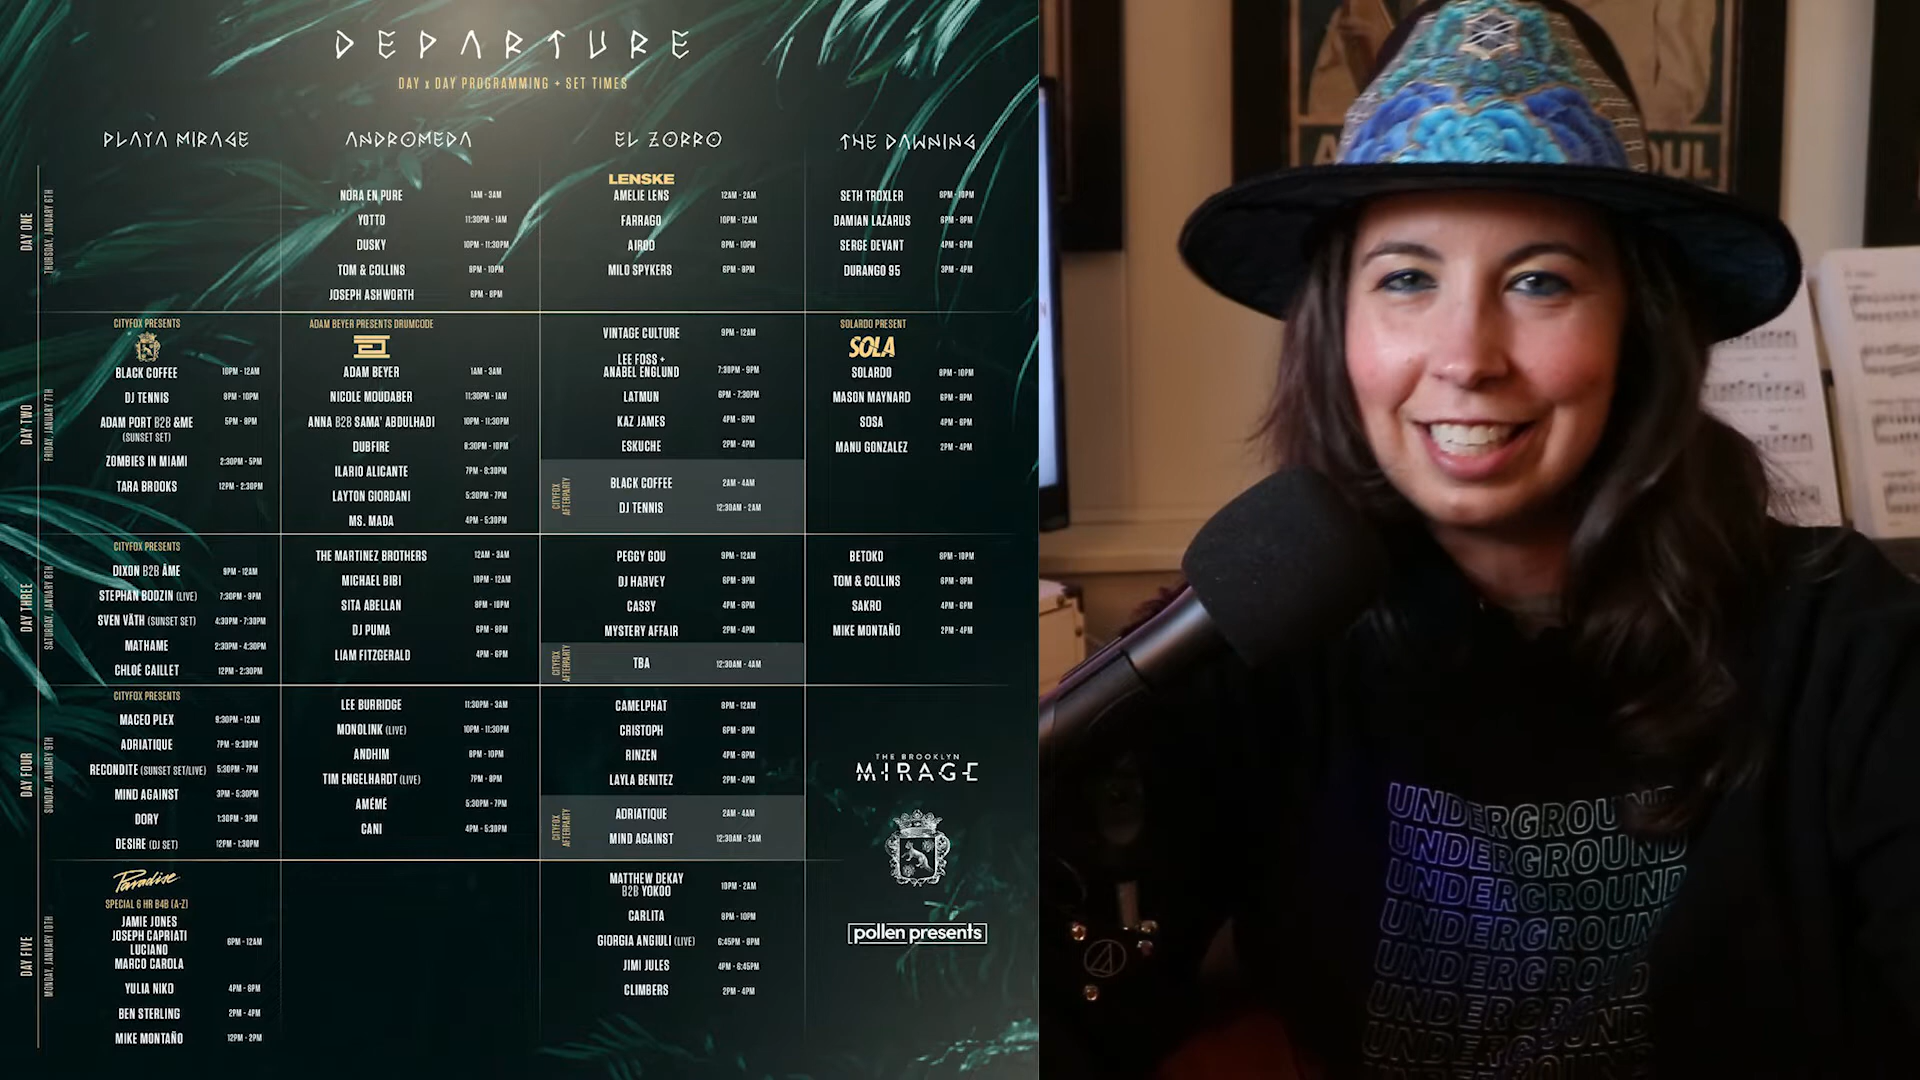 DEPARTURE
DAY x DAY PROGRAMMING + SET TIMES
PLAYA MIRAGE
ANDROMEDA
EL ZORRO
THE DAWNING
DAY ONE
THURSDAY, JANUARY 6TH
NORA EN PURE 1AM - 3AM
YOTTO 11:30PM - 1AM
DUSKY 10PM - 11:30PM
TOM & COLLINS 8PM - 10PM
JOSEPH ASHWORTH 6PM - 8PM
LENSKE
AMELIE LENS 12AM - 2AM
FARRAGO 10PM - 12AM
AIROD 8PM - 10PM
MILO SPYKERS 6PM - 8PM
SETH TROXLER 8PM - 10PM
DAMIAN LAZARUS 6PM - 8PM
SERGE DEVANT 4PM - 6PM
DURANGO 95 3PM - 4PM
DAY TWO
FRIDAY, JANUARY 7TH
CITYFOX PRESENTS
BLACK COFFEE 10PM - 12AM
DJ TENNIS 8PM - 10PM
ADAM PORT B2B &ME 5PM - 8PM
(SUNSET SET)
ZOMBIES IN MIAMI 2:30PM - 5PM
TARA BROOKS 12PM - 2:30PM
ADAM BEYER PRESENTS DRUMCODE
ADAM BEYER 1AM - 3AM
NICOLE MOUDABER 11:30PM - 1AM
ANNA B2B SAMA' ABDULHADI 10PM - 11:30PM
DUBFIRE 8:30PM - 10PM
ILARIO ALICANTE 7PM - 8:30PM
LAYTON GIORDANI 5:30PM - 7PM
MS. MADA 4PM - 5:30PM
VINTAGE CULTURE 9PM - 12AM
LEE FOSS +
ANABEL ENGLUND 7:30PM - 9PM
LATMUN 6PM - 7:30PM
KAZ JAMES 4PM - 6PM
ESKUCHE 2PM - 4PM
CITYFOX
AFTERPARTY
BLACK COFFEE 2AM - 4AM
DJ TENNIS 12:30AM - 2AM
SOLARDO PRESENT
SOLA
SOLARDO 8PM - 10PM
MASON MAYNARD 6PM - 8PM
SOSA 4PM - 6PM
MANU GONZALEZ 2PM - 4PM
DAY THREE
SATURDAY, JANUARY 8TH
CITYFOX PRESENTS
DIXON B2B ÂME 9PM - 12AM
STEPHAN BODZIN (LIVE) 7:30PM - 9PM
SVEN VÄTH (SUNSET SET) 4:30PM - 7:30PM
MATHAME 2:30PM - 4:30PM
CHLOÉ CAILLET 12PM - 2:30PM
THE MARTINEZ BROTHERS 12AM - 3AM
MICHAEL BIBI 10PM - 12AM
SITA ABELLAN 8PM - 10PM
DJ PUMA 6PM - 8PM
LIAM FITZGERALD 4PM - 6PM
PEGGY GOU 9PM - 12AM
DJ HARVEY 6PM - 9PM
CASSY 4PM - 6PM
MYSTERY AFFAIR 2PM - 4PM
CITYFOX
AFTERPARTY
TBA 12:30AM - 4AM
BETOKO 8PM - 10PM
TOM & COLLINS 6PM - 8PM
SAKRO 4PM - 6PM
MIKE MONTAÑO 2PM - 4PM
DAY FOUR
SUNDAY, JANUARY 9TH
CITYFOX PRESENTS
MACEO PLEX 9:30PM - 12AM
ADRIATIQUE 7PM - 9:30PM
RECONDITE (SUNSET SET/LIVE) 5:30PM - 7PM
MIND AGAINST 3PM - 5:30PM
DORY 1:30PM - 3PM
DESIRE (DJ SET) 12PM - 1:30PM
LEE BURRIDGE 11:30PM - 3AM
MONOLINK (LIVE) 10PM - 11:30PM
ANDHIM 8PM - 10PM
TIM ENGELHARDT (LIVE) 7PM - 8PM
AMÉMÉ 5:30PM - 7PM
CANI 4PM - 5:30PM
CAMELPHAT 8PM - 12AM
CRISTOPH 6PM - 8PM
RINZEN 4PM - 6PM
LAYLA BENITEZ 2PM - 4PM
CITYFOX
AFTERPARTY
ADRIATIQUE 2AM - 4AM
MIND AGAINST 12:30AM - 2AM
THE BROOKLYN
MIRAGE
pollen presents
DAY FIVE
MONDAY, JANUARY 10TH
Paradise
SPECIAL 6 HR B4B (A-Z)
JAMIE JONES
JOSEPH CAPRIATI
LUCIANO
MARCO CAROLA
6PM - 12AM
YULIA NIKO 4PM - 6PM
BEN STERLING 2PM - 4PM
MIKE MONTAÑO 12PM - 2PM
MATTHEW DEKAY
B2B YOKOO 10PM - 2AM
CARLITA 8PM - 10PM
GIORGIA ANGIULI (LIVE) 6:45PM - 8PM
JIMI JULES 4PM - 6:45PM
CLIMBERS 2PM - 4PM
UNDERGROUND
UNDERGROUND
UNDERGROUND
UNDERGROUND
UNDERGROUND
UNDERGROUND
UNDERGROUND
UNDERGROUND
UNDERGROUND